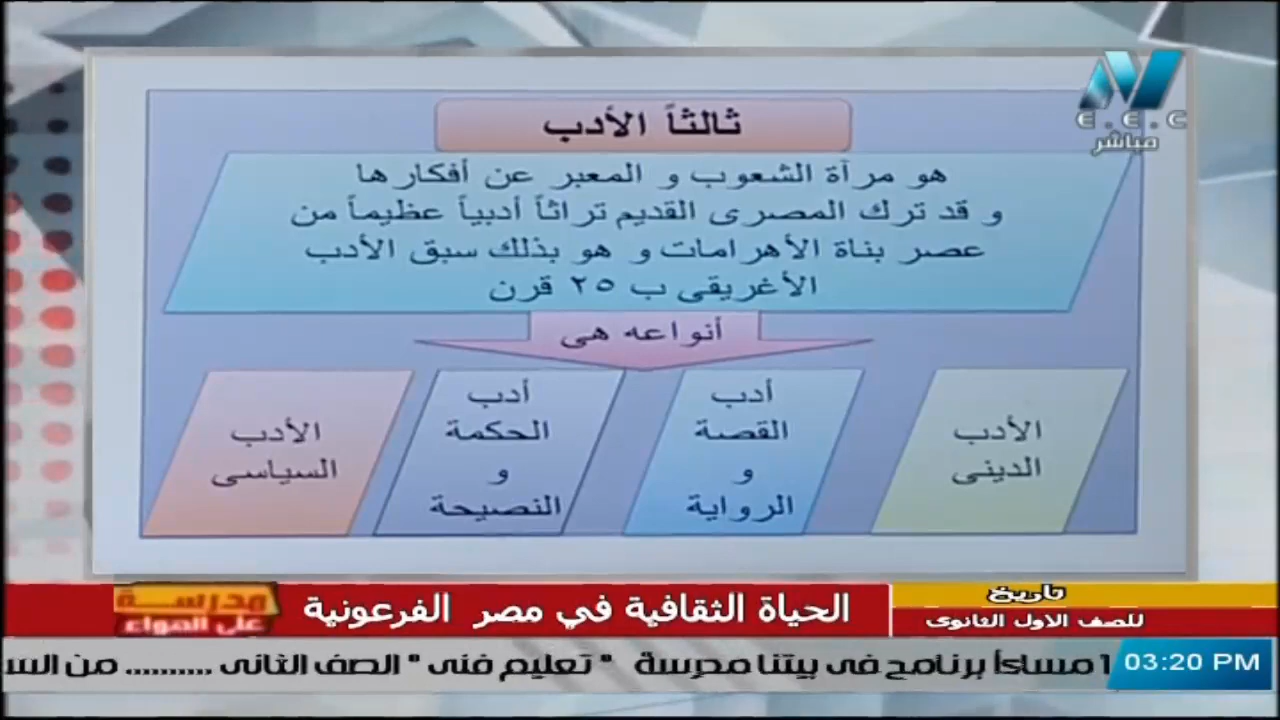 ثالثاً الأدب
هو مرآة الشعوب و المعبر عن أفكارها
و قد ترك المصرى القديم تراثاً أدبياً عظيماً من
عصر بناة الأهرامات و هو بذلك سبق الأدب
الأغريقى ب ٢٥ قرن
أنواعه هى
الأدب
الدينى
أدب
القصة
و
الرواية
أدب
الحكمة
و
النصيحة
الأدب
السياسى
E.E.C
مباشر
تاريخ
للصف الاول الثانوى
الحياة الثقافية في مصر الفرعونية
مدرسة
على الهواء
03:20 PM
مساءاً برنامج فى بيتنا مدرسة " تعليم فنى " الصف الثانى .......... من